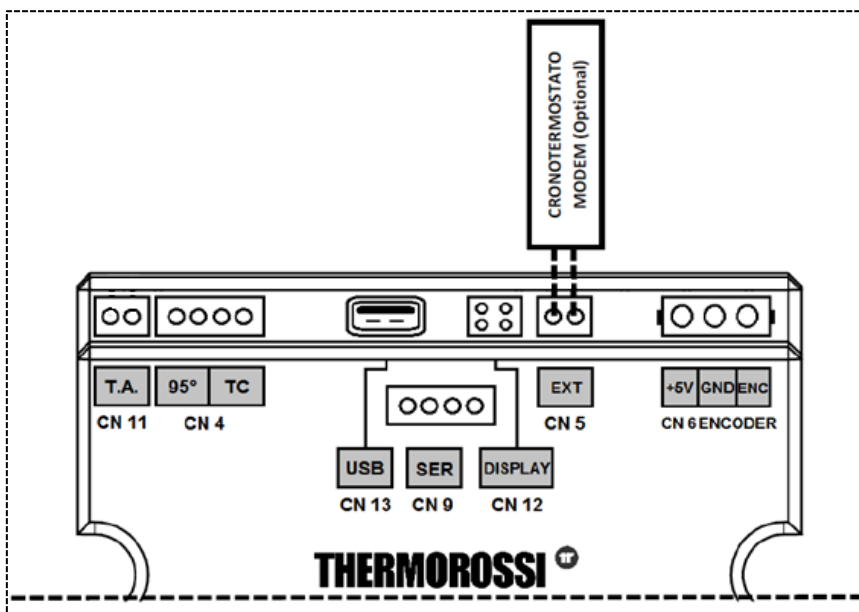 CRONOTERMOSTATO
MODEM (Optional)
T.A.
95°
TC
EXT
+5V
GND
ENC
CN 11
CN 4
CN 5
CN 6 ENCODER
USB
SER
DISPLAY
CN 13
CN 9
CN 12
THERMOROSSI